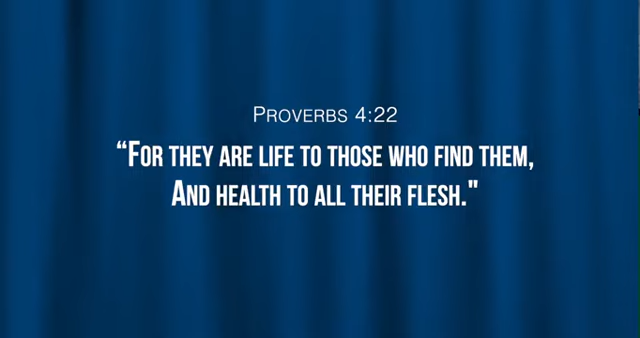 Proverbs 4:22
“For they are life to those who find them,
And health to all their flesh."